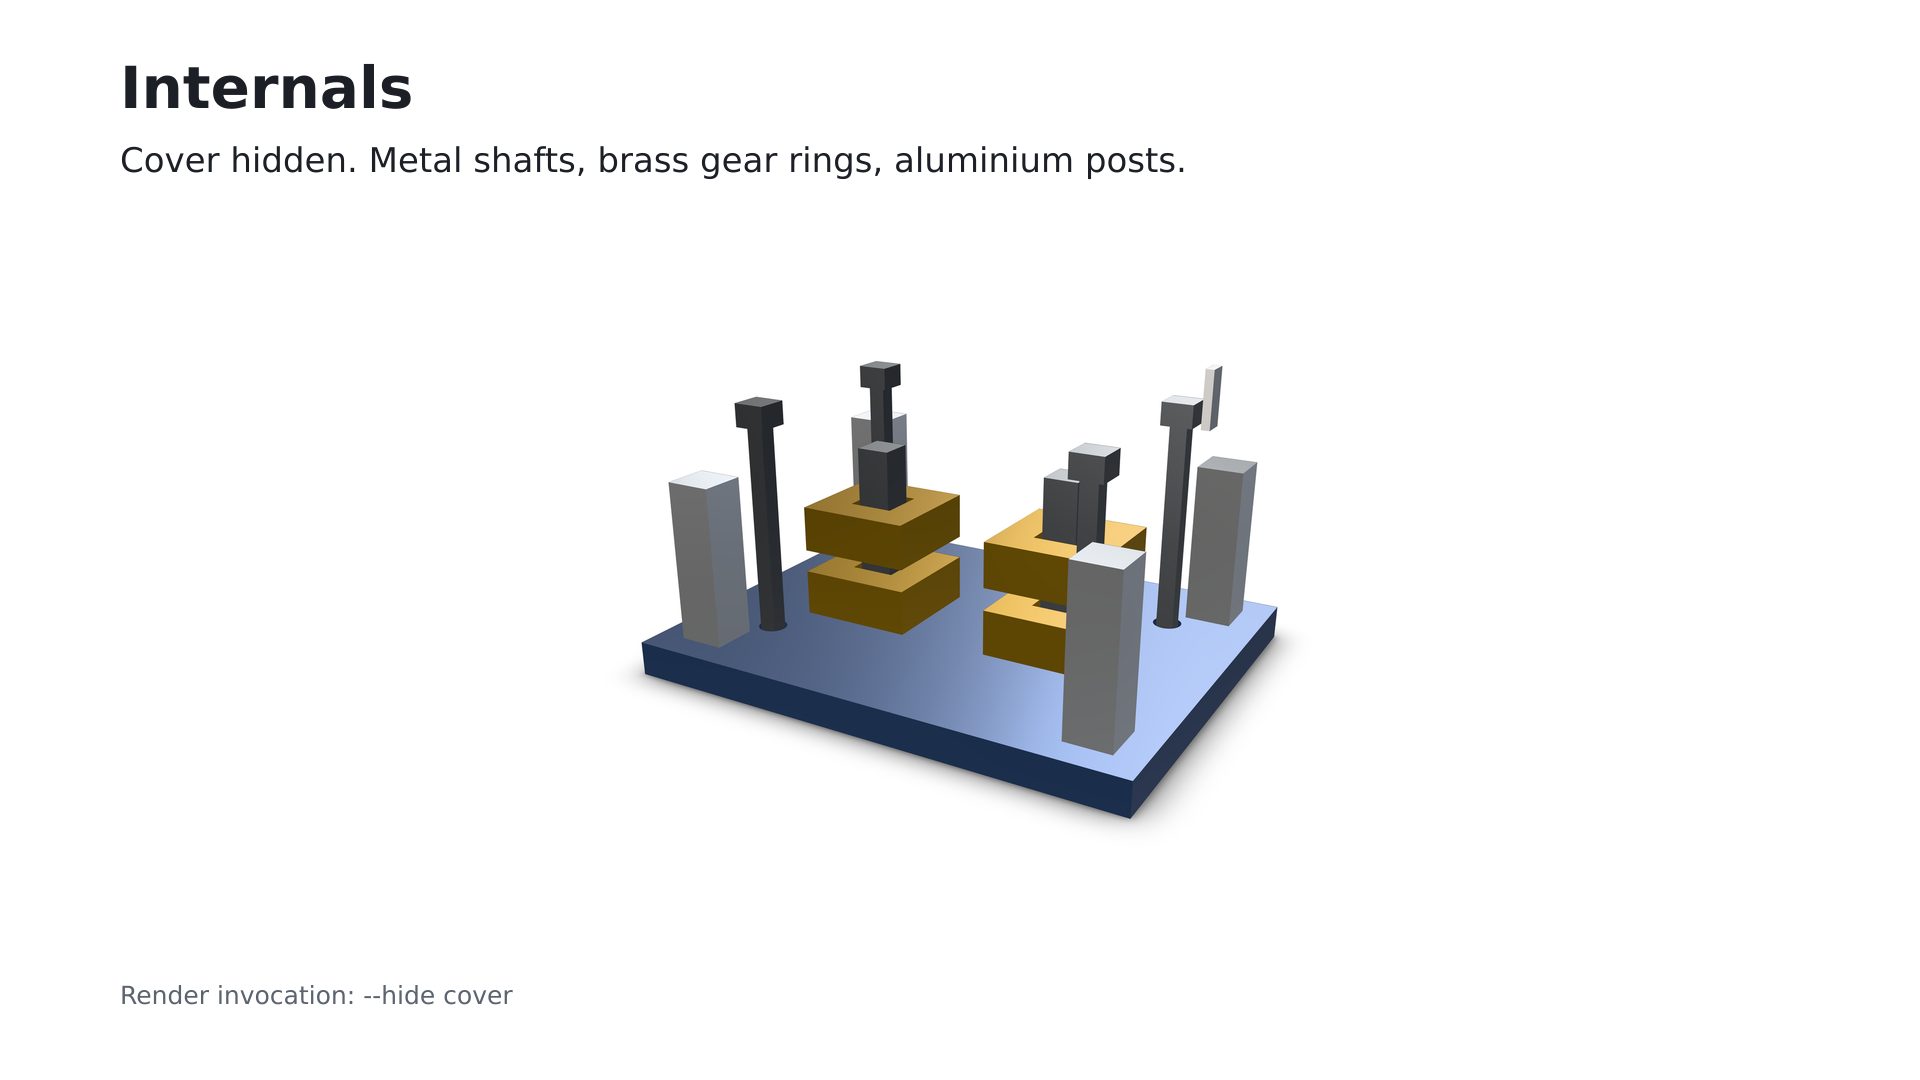 Internals
Cover hidden. Metal shafts, brass gear rings, aluminium posts.
Render invocation: --hide cover